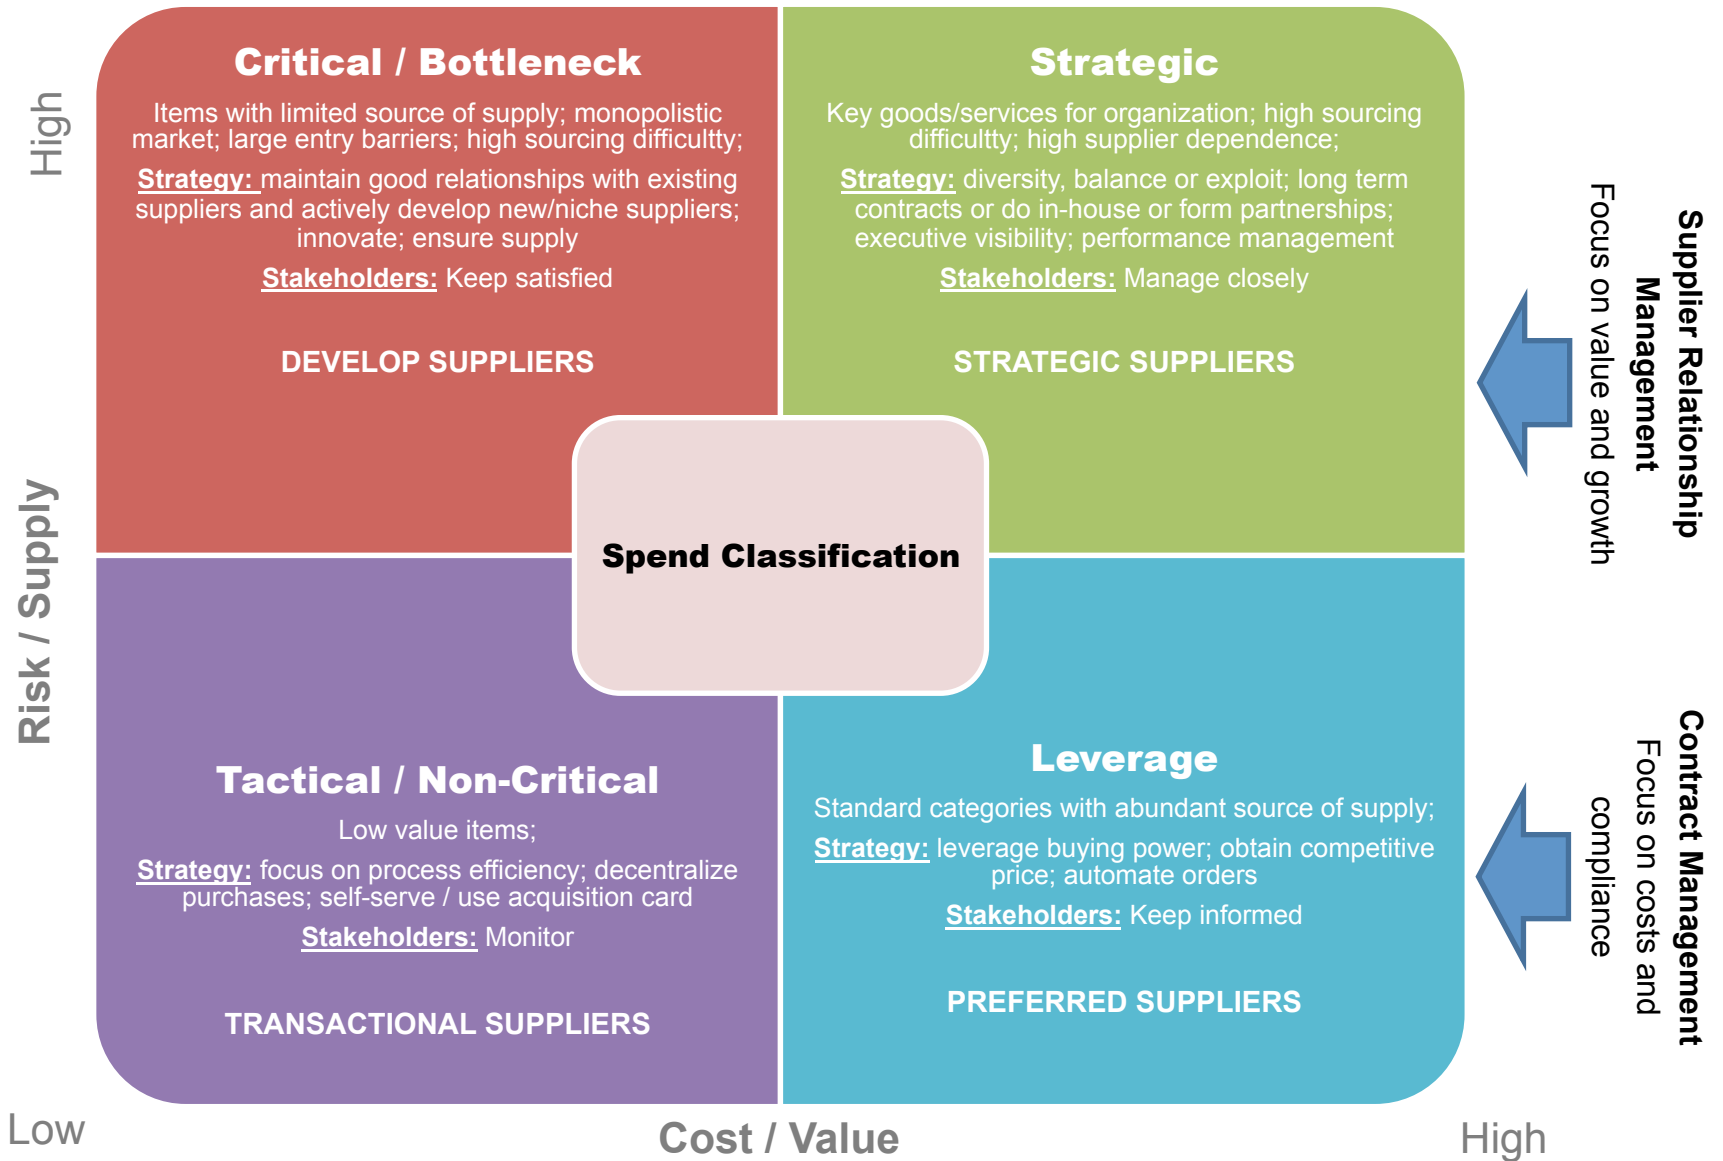 High
Critical / Bottleneck
Items with limited source of supply; monopolistic
market; large entry barriers; high sourcing difficultty;
Strategy: maintain good relationships with existing
suppliers and actively develop new/niche suppliers;
innovate; ensure supply
Stakeholders: Keep satisfied
DEVELOP SUPPLIERS
Strategic
Key goods/services for organization; high sourcing
difficultty; high supplier dependence;
Strategy: diversity, balance or exploit; long term
contracts or do in-house or form partnerships;
executive visibility; performance management
Stakeholders: Manage closely
STRATEGIC SUPPLIERS
Supplier Relationship
Management
Focus on value and growth
Risk / Supply
Spend Classification
Tactical / Non-Critical
Low value items;
Strategy: focus on process efficiency; decentralize
purchases; self-serve / use acquisition card
Stakeholders: Monitor
TRANSACTIONAL SUPPLIERS
Leverage
Standard categories with abundant source of supply;
Strategy: leverage buying power; obtain competitive
price; automate orders
Stakeholders: Keep informed
PREFERRED SUPPLIERS
Contract Management
Focus on costs and
compliance
Low
Cost / Value
High